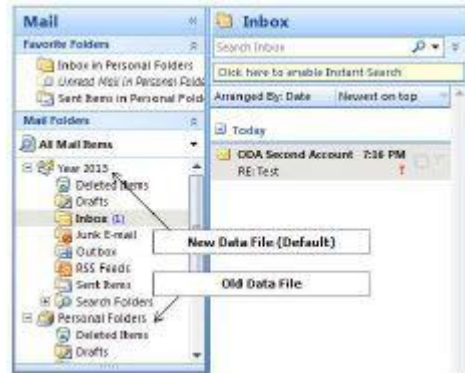 Mail
Favorite Folders
Inbox in Personal Folders
Unread Mail in Personal Folde
Sent Items in Personal Fold
Mail Folders
All Mail Items
Year 2013
Deleted Items
Drafts
Inbox (1)
Junk E-mail
Outbox
RSS Feeds
Sent Items
Search Folders
Personal Folders
Deleted Items
Drafts
Inbox
Search Inbox
Click here to enable Instant Search
Arranged By: Date Newest on top
Today
ODA Second Account 7:16 PM
RE: Test
New Data File (Default)
Old Data File